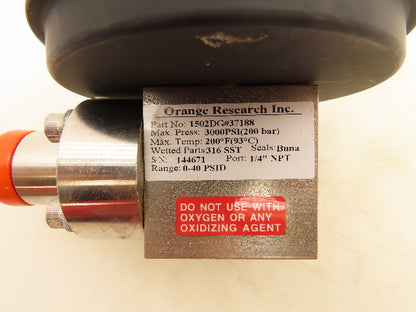 Orange Research Inc.
Part No: 1502DG#37188
Max. Press: 3000PSI(200 bar)
Max. Temp: 200°F(93°C)
Wetted Parts: 316 SST Seals: Buna
S/N: 144671 Port: 1/4" NPT
Range: 0-40 PSID
DO NOT USE WITH
OXYGEN OR ANY
OXIDIZING AGENT